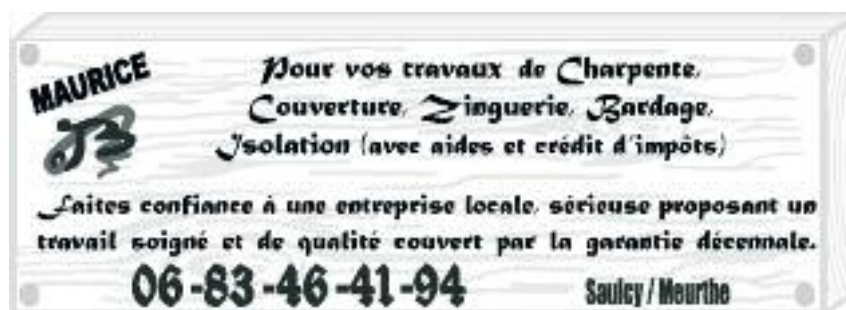 MAURICE
JB
Pour vos travaux de Charpente,
Couverture, Zinguerie, Bardage,
Isolation (avec aides et crédit d'impôts)
Faites confiance à une entreprise locale, sérieuse proposant un
travail soigné et de qualité couvert par la garantie décennale.
06-83-46-41-94
Saulcy / Meurthe